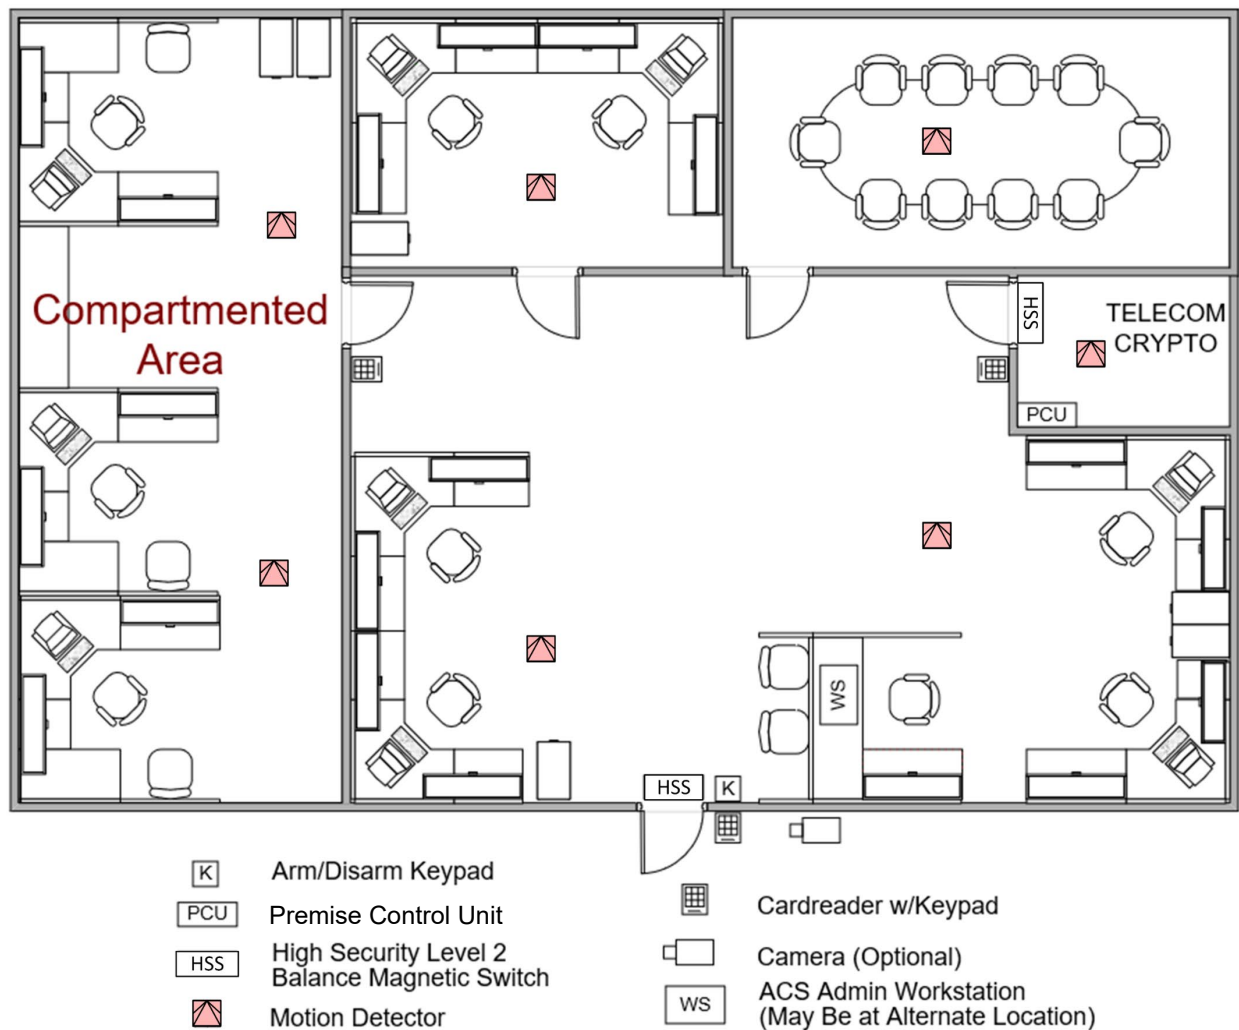 Compartmented
Area
HSS
TELECOM
CRYPTO
PCU
WS
HSS
K
K
Arm/Disarm Keypad
PCU
Premise Control Unit
HSS
High Security Level 2
Balance Magnetic Switch
Motion Detector
Cardreader w/Keypad
Camera (Optional)
WS
ACS Admin Workstation
(May Be at Alternate Location)